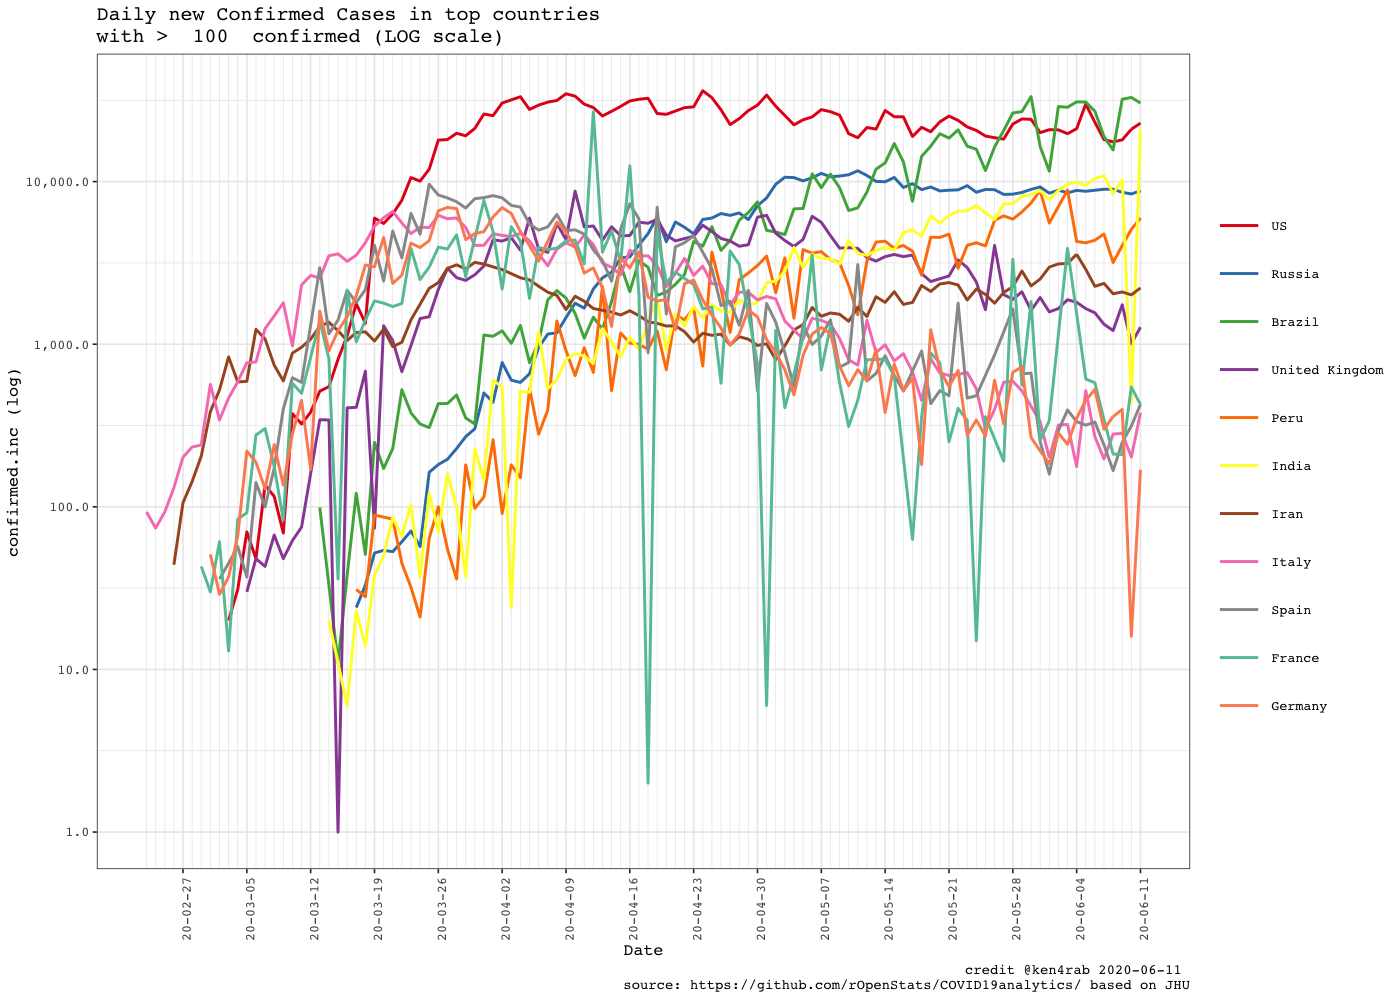 Daily new Confirmed Cases in top countries
with >  100  confirmed (LOG scale)
confirmed.inc (log)
10,000.0
1,000.0
100.0
10.0
1.0
20-02-27
20-03-05
20-03-12
20-03-19
20-03-26
20-04-02
20-04-09
20-04-16
20-04-23
20-04-30
20-05-07
20-05-14
20-05-21
20-05-28
20-06-04
20-06-11
Date
US
Russia
Brazil
United Kingdom
Peru
India
Iran
Italy
Spain
France
Germany
credit @ken4rab 2020-06-11
source: https://github.com/rOpenStats/COVID19analytics/ based on JHU